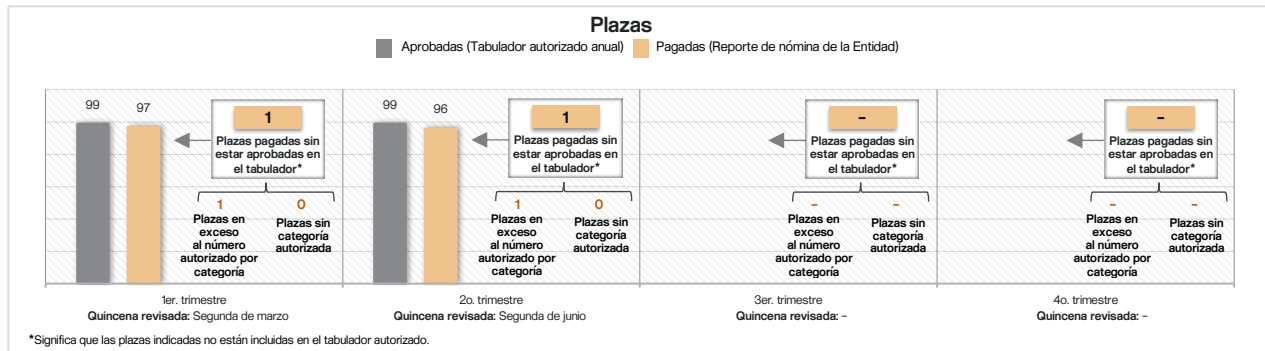 Plazas
Aprobadas (Tabulador autorizado anual) Pagadas (Reporte de nómina de la Entidad)
99 97
1
Plazas pagadas sin
estar aprobadas en
el tabulador*
1 0
Plazas en
exceso
al número
autorizado por
categoría
Plazas sin
categoría
autorizada
1er. trimestre
Quincena revisada: Segunda de marzo
99 96
1
Plazas pagadas sin
estar aprobadas en
el tabulador*
1 0
Plazas en
exceso
al número
autorizado por
categoría
Plazas sin
categoría
autorizada
2o. trimestre
Quincena revisada: Segunda de junio
–
Plazas pagadas sin
estar aprobadas en
el tabulador*
– –
Plazas en
exceso
al número
autorizado por
categoría
Plazas sin
categoría
autorizada
3er. trimestre
Quincena revisada: –
–
Plazas pagadas sin
estar aprobadas en
el tabulador*
– –
Plazas en
exceso
al número
autorizado por
categoría
Plazas sin
categoría
autorizada
4o. trimestre
Quincena revisada: –
*Significa que las plazas indicadas no están incluidas en el tabulador autorizado.